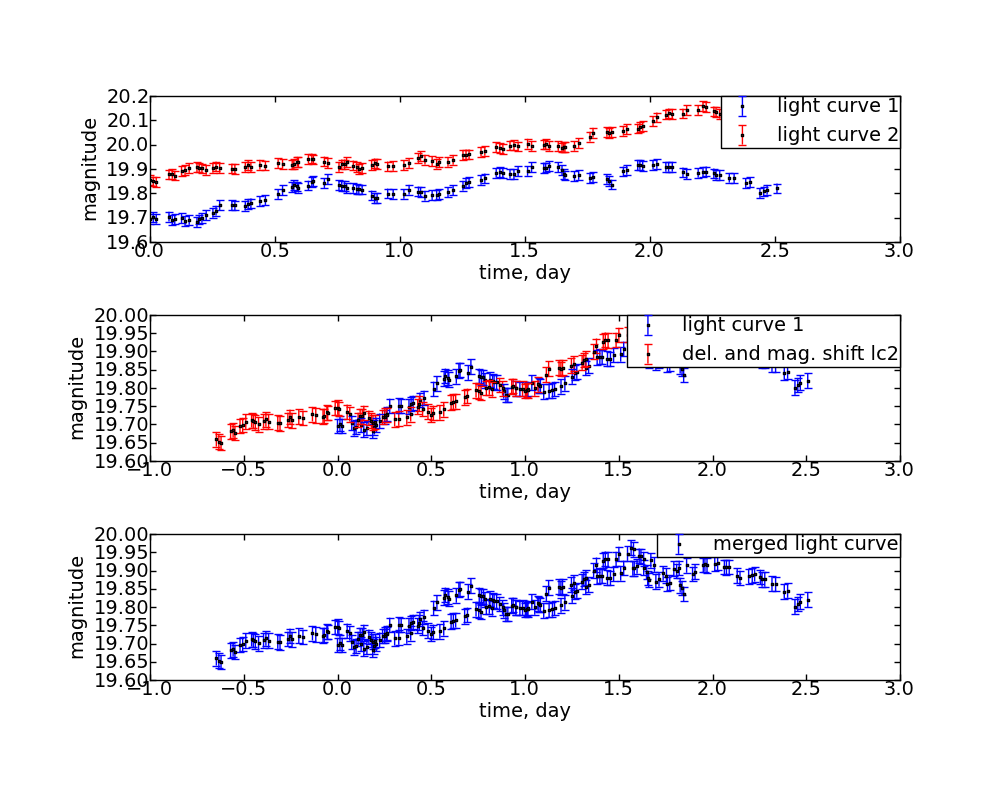 20.2
20.1
20.0
19.9
19.8
19.7
19.6
magnitude
light curve 1
light curve 2
0.0 0.5 1.0 1.5 2.0 2.5 3.0
time, day
20.00
19.95
19.90
19.85
19.80
19.75
19.70
19.65
19.60
magnitude
light curve 1
del. and mag. shift lc2
−1.0 −0.5 0.0 0.5 1.0 1.5 2.0 2.5 3.0
time, day
20.00
19.95
19.90
19.85
19.80
19.75
19.70
19.65
19.60
magnitude
merged light curve
−1.0 −0.5 0.0 0.5 1.0 1.5 2.0 2.5 3.0
time, day